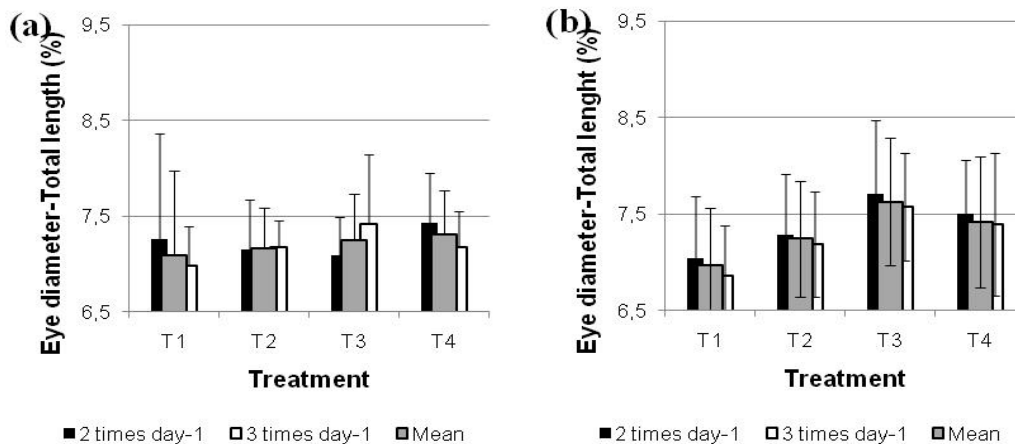 (a)
Eye diameter-Total length (%)
9,5
8,5
7,5
6,5
T1 T2 T3 T4
Treatment
2 times day-1 3 times day-1 Mean
(b)
Eye diameter-Total lenght (%)
9,5
8,5
7,5
6,5
T1 T2 T3 T4
Treatment
2 times day-1 3 times day-1 Mean